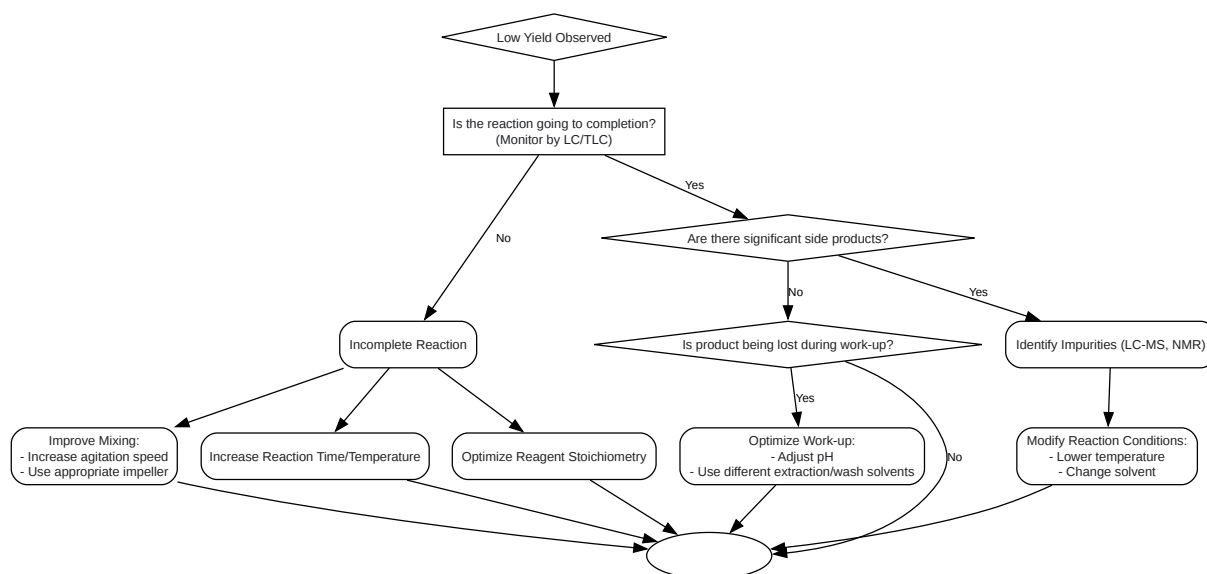 Low Yield Observed
Is the reaction going to completion?
(Monitor by LC/TLC)
Yes
No
Are there significant side products?
No
Yes
Incomplete Reaction
Is product being lost during work-up?
Identify Impurities (LC-MS, NMR)
Yes
No
Improve Mixing:
- Increase agitation speed
- Use appropriate impeller
Increase Reaction Time/Temperature
Optimize Reagent Stoichiometry
Optimize Work-up:
- Adjust pH
- Use different extraction/wash solvents
Modify Reaction Conditions:
- Lower temperature
- Change solvent